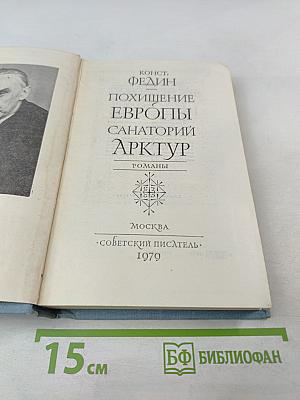 КОНСТ.
ФЕДИН
ПОХИЩЕНИЕ
ЕВРОПЫ
САНАТОРИЙ
АРКТУР
РОМАНЫ
МОСКВА
·СОВЕТСКИЙ ПИСАТЕЛЬ·
1979
15 см
БФ БИБЛИОФАН